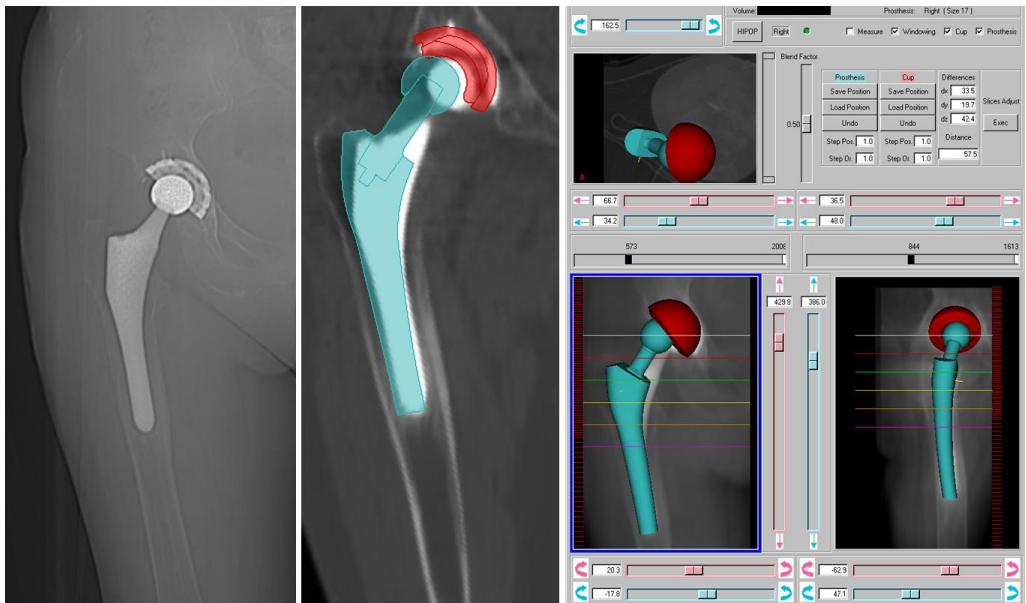 Volume:
Prosthesis: Right ( Size 17 )
162.5
HIPOP
Right
Measure
Windowing
Cup
Prosthesis
Blend Factor
0.50
A
Prosthesis
Cup
Differences
Save Position
Save Position
dx 33.5
Load Position
Load Position
dy 19.7
Undo
Undo
dz 42.4
Slices Adjust
Exec
Step Pos. 1.0
Step Pos. 1.0
Distance
Step Or. 1.0
Step Or. 1.0
57.5
66.7
36.5
34.2
48.0
573
2008
844
1613
429.8
386.0
20.3
-62.9
-17.8
47.1